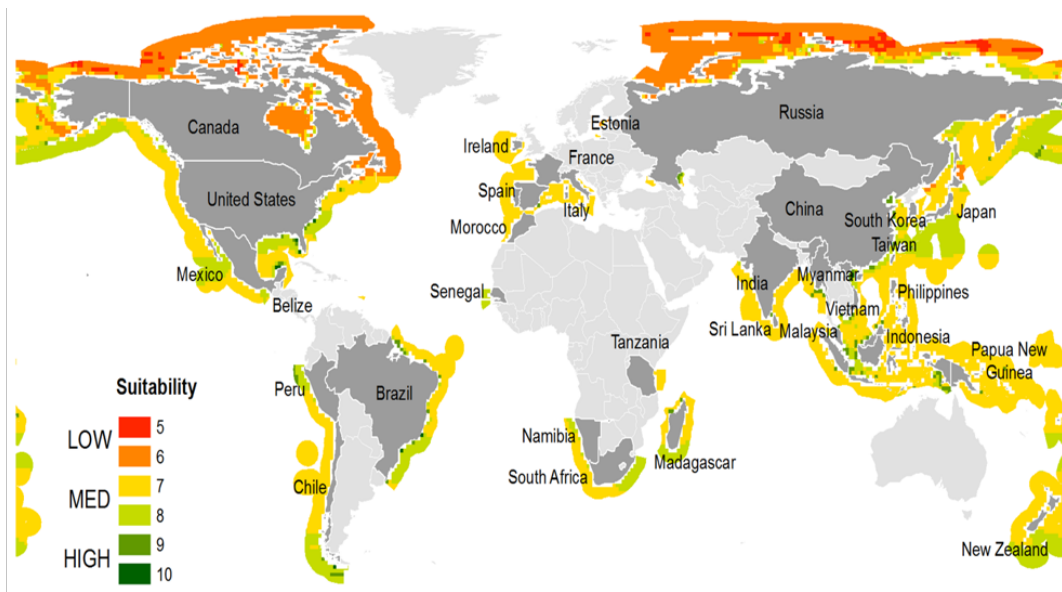 Canada
Russia
Estonia
Ireland
France
United States
Spain
Italy
China
South Korea
Japan
Morocco
Taiwan
Mexico
India
Myanmar
Belize
Senegal
Vietnam
Philippines
Sri Lanka
Malaysia
Indonesia
Tanzania
Papua New
Guinea
Peru
Brazil
Suitability
LOW
5
6
MED
7
8
HIGH
9
10
Namibia
South Africa
Madagascar
Chile
New Zealand